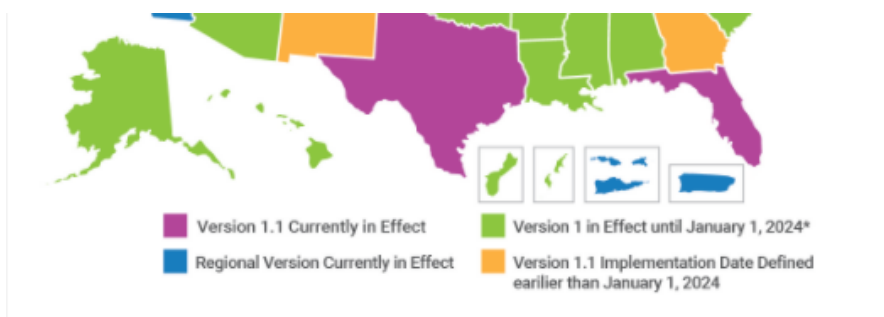 Version 1.1 Currently in Effect
Version 1 in Effect until January 1, 2024*
Regional Version Currently in Effect
Version 1.1 Implementation Date Defined
earilier than January 1, 2024